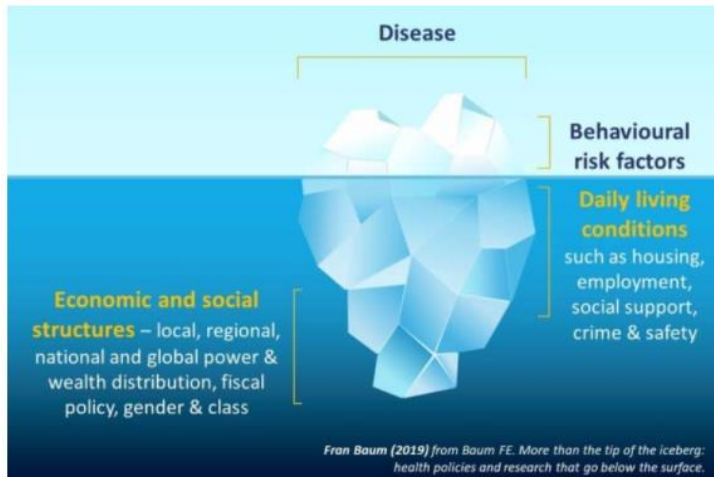 Disease
Behavioural
risk factors
Daily living
conditions
such as housing,
employment,
social support,
crime & safety
Economic and social
structures – local, regional,
national and global power &
wealth distribution, fiscal
policy, gender & class
Fran Baum (2019) from Baum FE. More than the tip of the iceberg:
health policies and research that go below the surface.